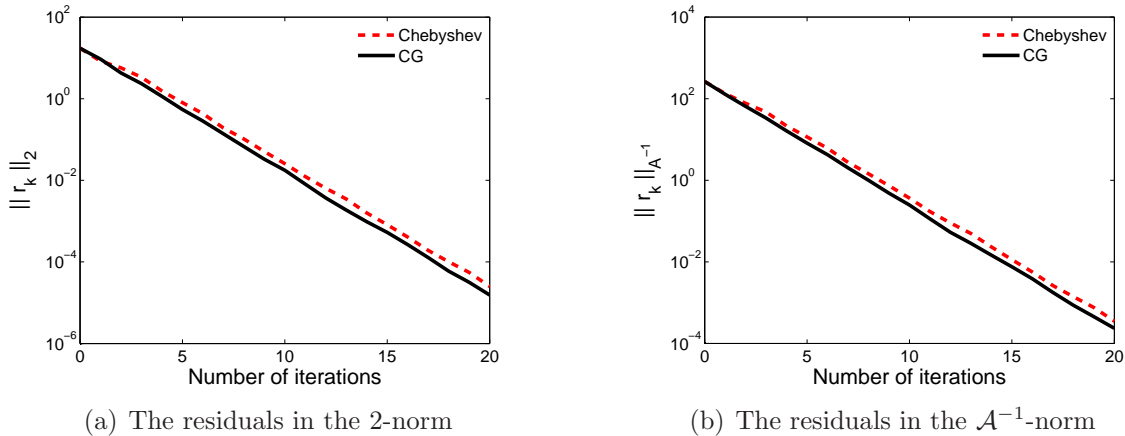 10^2
10^0
10^−2
10^−4
10^−6
|| r_k ||_2
0 5 10 15 20
Number of iterations
Chebyshev
CG
(a) The residuals in the 2-norm
10^4
10^2
10^0
10^−2
10^−4
|| r_k ||_{A^{−1}}
0 5 10 15 20
Number of iterations
Chebyshev
CG
(b) The residuals in the 𝒜^{−1}-norm